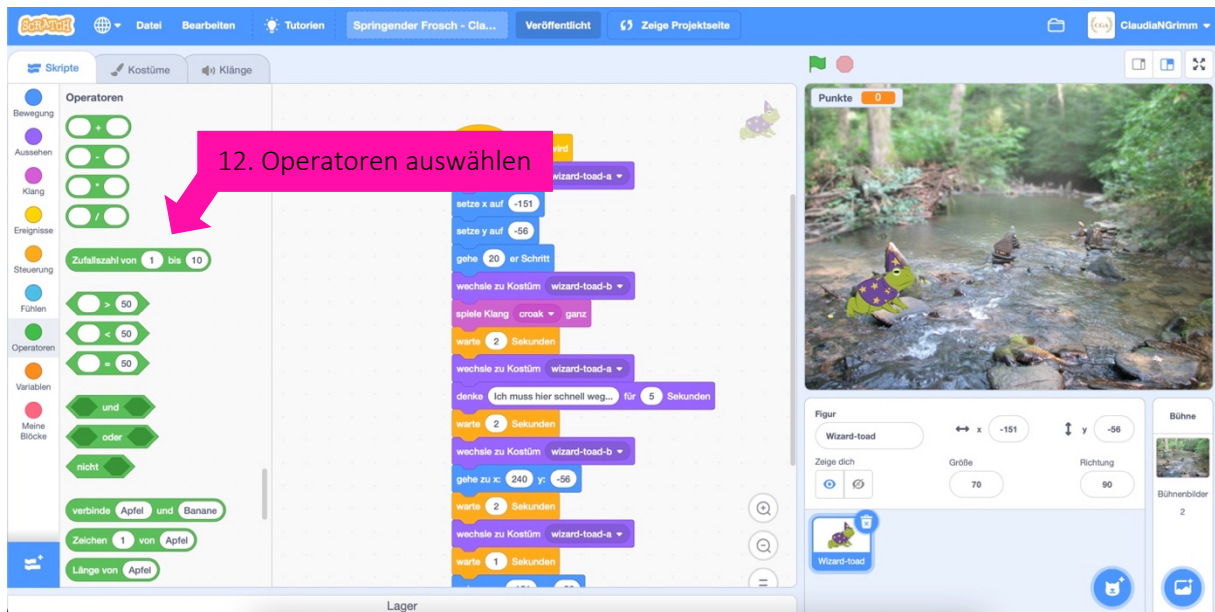 SCRATCH Datei Bearbeiten Tutorien Springender Frosch - Cla... Veröffentlicht Zeige Projektseite ClaudiaNGrimm
Skripte Kostüme Klänge
Bewegung
Aussehen
Klang
Ereignisse
Steuerung
Fühlen
Operatoren
Variablen
Meine
Blöcke
Operatoren
+
-
*
/
Zufallszahl von 1 bis 10
> 50
< 50
= 50
und
oder
nicht
verbinde Apfel und Banane
Zeichen 1 von Apfel
Länge von Apfel
12. Operatoren auswählen
wird
wizard-toad-a
setze x auf -151
setze y auf -56
gehe 20 er Schritt
wechsle zu Kostüm wizard-toad-b
spiele Klang croak ganz
warte 2 Sekunden
wechsle zu Kostüm wizard-toad-a
denke Ich muss hier schnell weg... für 5 Sekunden
warte 2 Sekunden
wechsle zu Kostüm wizard-toad-b
gehe zu x: 240 y: -56
warte 2 Sekunden
wechsle zu Kostüm wizard-toad-a
warte 1 Sekunden
Lager
Punkte 0
Figur
Wizard-toad
x -151
y -56
Zeige dich
Größe
70
Richtung
90
Wizard-toad
Bühne
Bühnenbilder
2